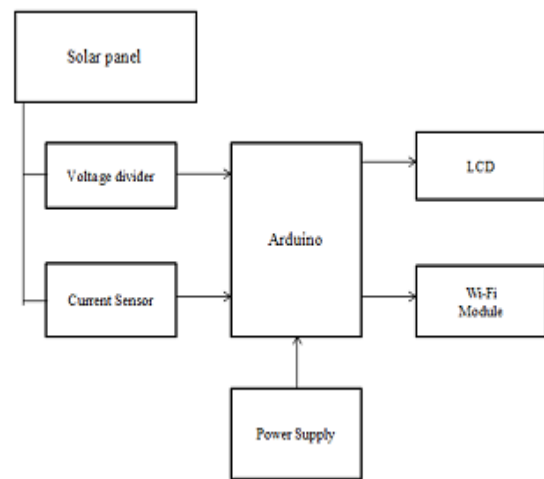 Solar panel
Voltage divider
Current Sensor
Arduino
LCD
Wi-Fi
Module
Power Supply